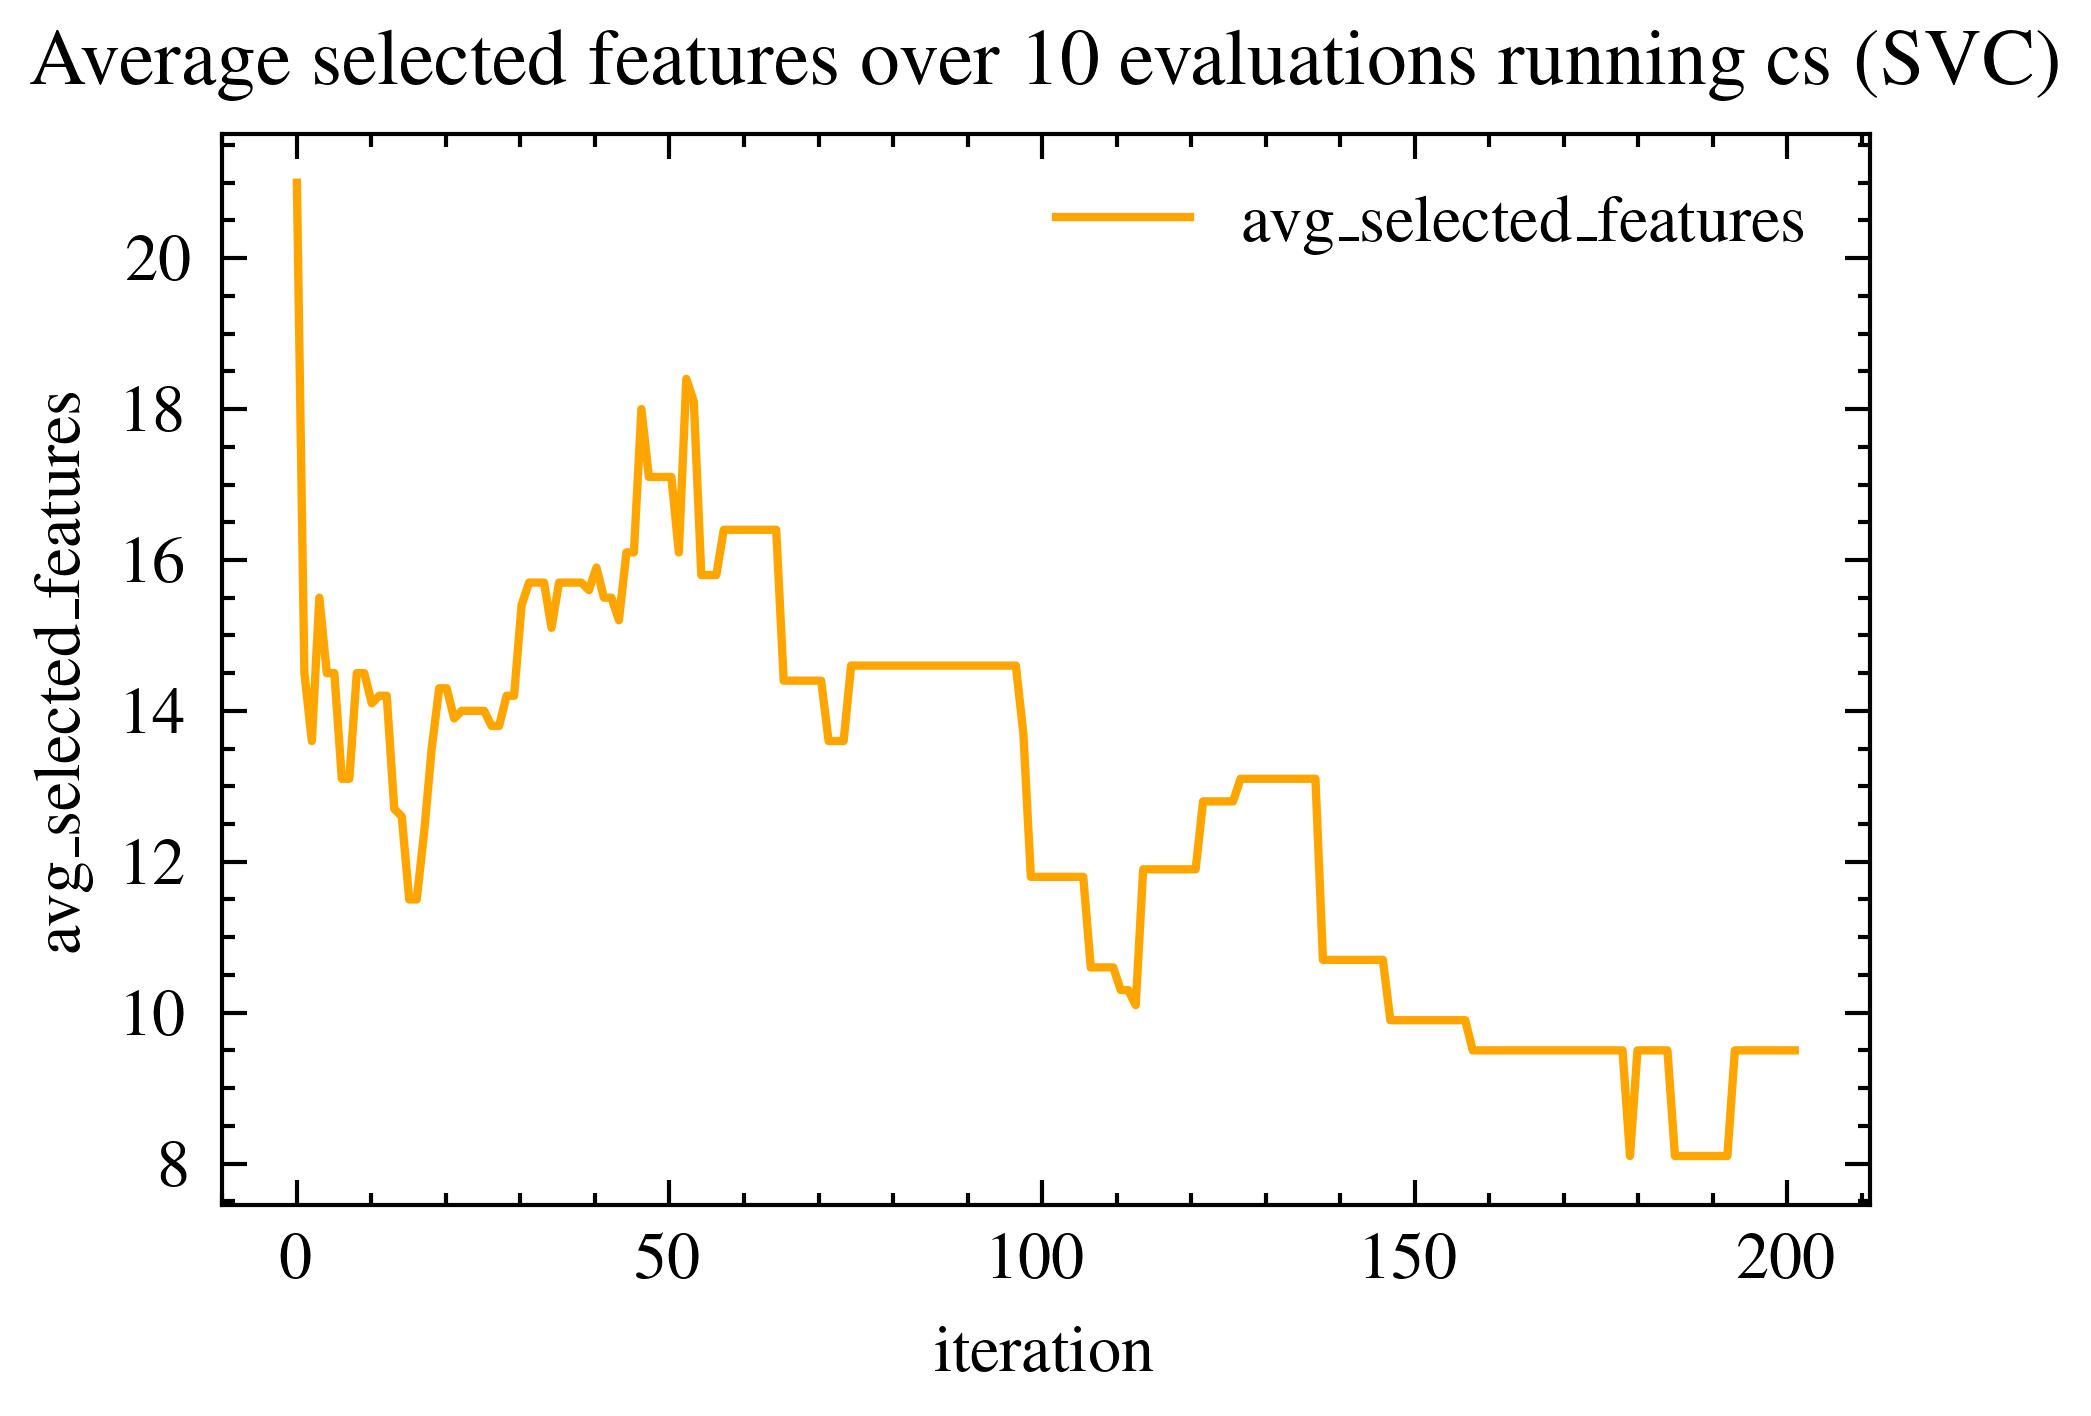 Average selected features over 10 evaluations running cs (SVC)
avg_selected_features
avg_selected_features
20
18
16
14
12
10
8
0 50 100 150 200
iteration